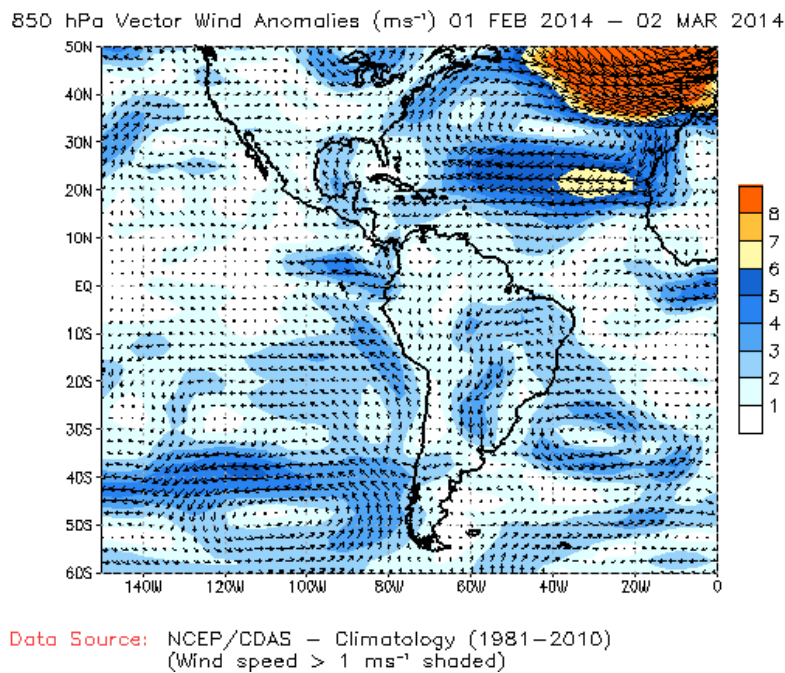 850 hPa Vector Wind Anomalies (ms⁻¹) 01 FEB 2014 – 02 MAR 2014
50N
40N
30N
20N
10N
EQ
10S
20S
30S
40S
50S
60S
140W 120W 100W 80W 60W 40W 20W 0
8
7
6
5
4
3
2
1
Data Source: NCEP/CDAS – Climatology (1981–2010)
(Wind speed > 1 ms⁻¹ shaded)